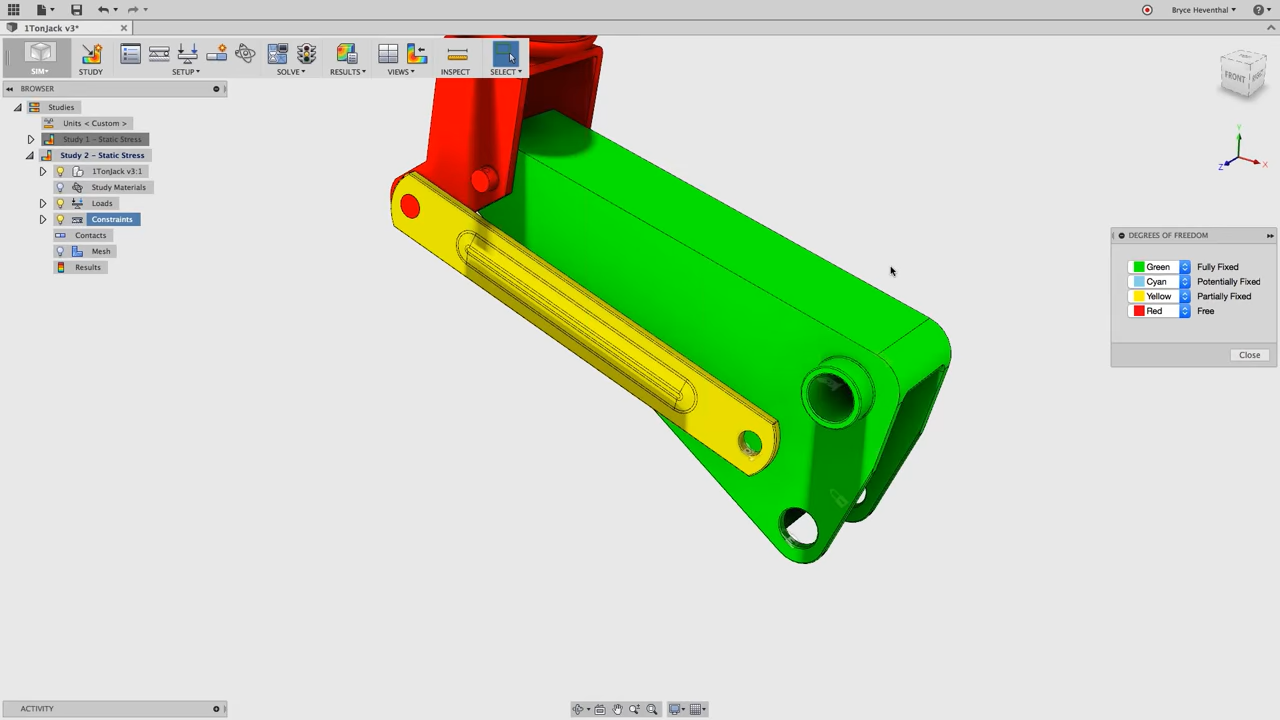 Bryce Heventhal
1TonJack v3*
SIM
STUDY
SETUP
SOLVE
RESULTS
VIEWS
INSPECT
SELECT
BROWSER
Studies
Units < Custom >
Study 1 - Static Stress
Study 2 - Static Stress
1TonJack v3:1
Study Materials
Loads
Constraints
Contacts
Mesh
Results
FRONT
Y
X
Z
DEGREES OF FREEDOM
Green Fully Fixed
Cyan Potentially Fixed
Yellow Partially Fixed
Red Free
Close
ACTIVITY